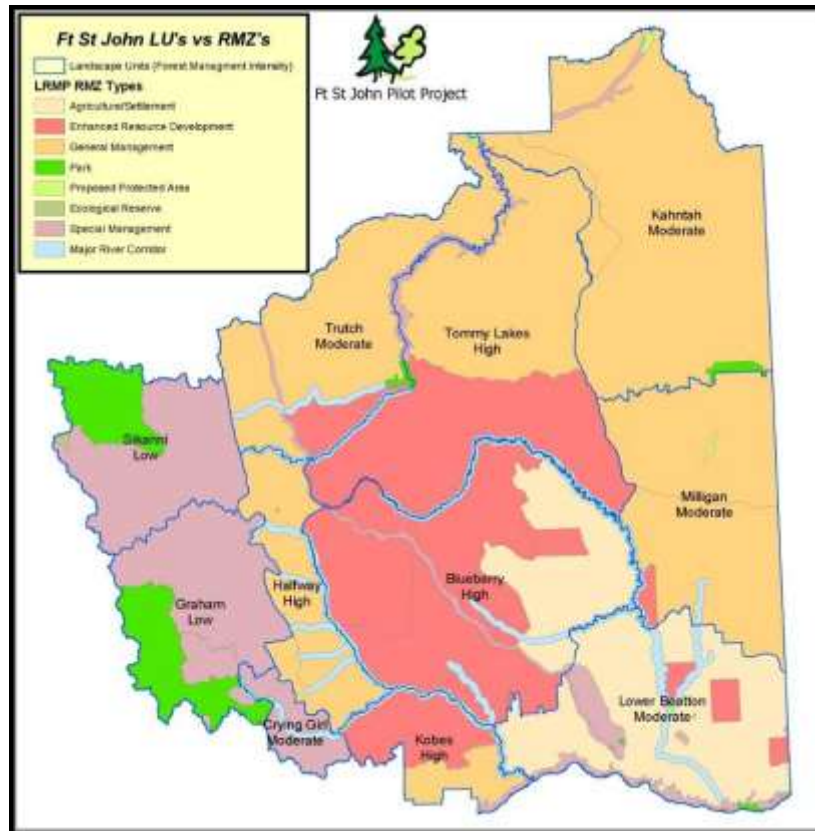 Ft St John LU's vs RMZ's
Landscape Units (Forest Managment Intensity)
LRMP RMZ Types
Agriculture/Settlement
Enhanced Resource Development
General Management
Park
Proposed Protected Area
Ecological Reserve
Special Management
Major River Corridor
Ft St John Pilot Project
Kahntah
Moderate
Trutch
Moderate
Tommy Lakes
High
Sikanni
Low
Milligan
Moderate
Halfway
High
Blueberry
High
Graham
Low
Lower Beatton
Moderate
Crying Girl
Moderate
Kobes
High